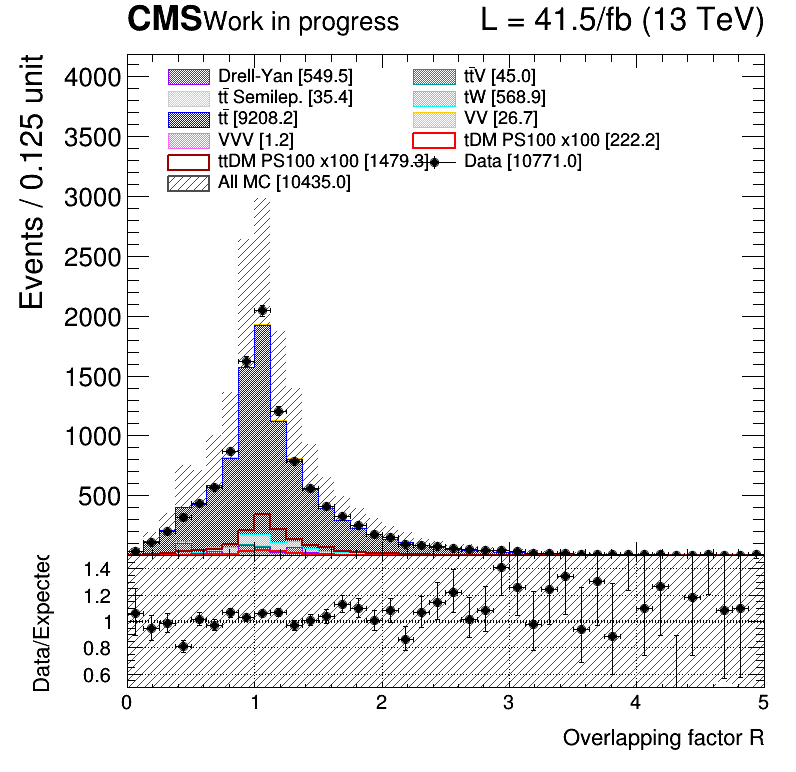 CMS Work in progress L = 41.5/fb (13 TeV)
Events / 0.125 unit
4000
3500
3000
2500
2000
1500
1000
500
Drell-Yan [549.5] tt̄V [45.0]
tt̄ Semilep. [35.4] tW [568.9]
tt̄ [9208.2] VV [26.7]
VVV [1.2] tDM PS100 x100 [222.2]
ttDM PS100 x100 [1479.3] Data [10771.0]
All MC [10435.0]
Data/Expected
1.4
1.2
1
0.8
0.6
0 1 2 3 4 5
Overlapping factor R